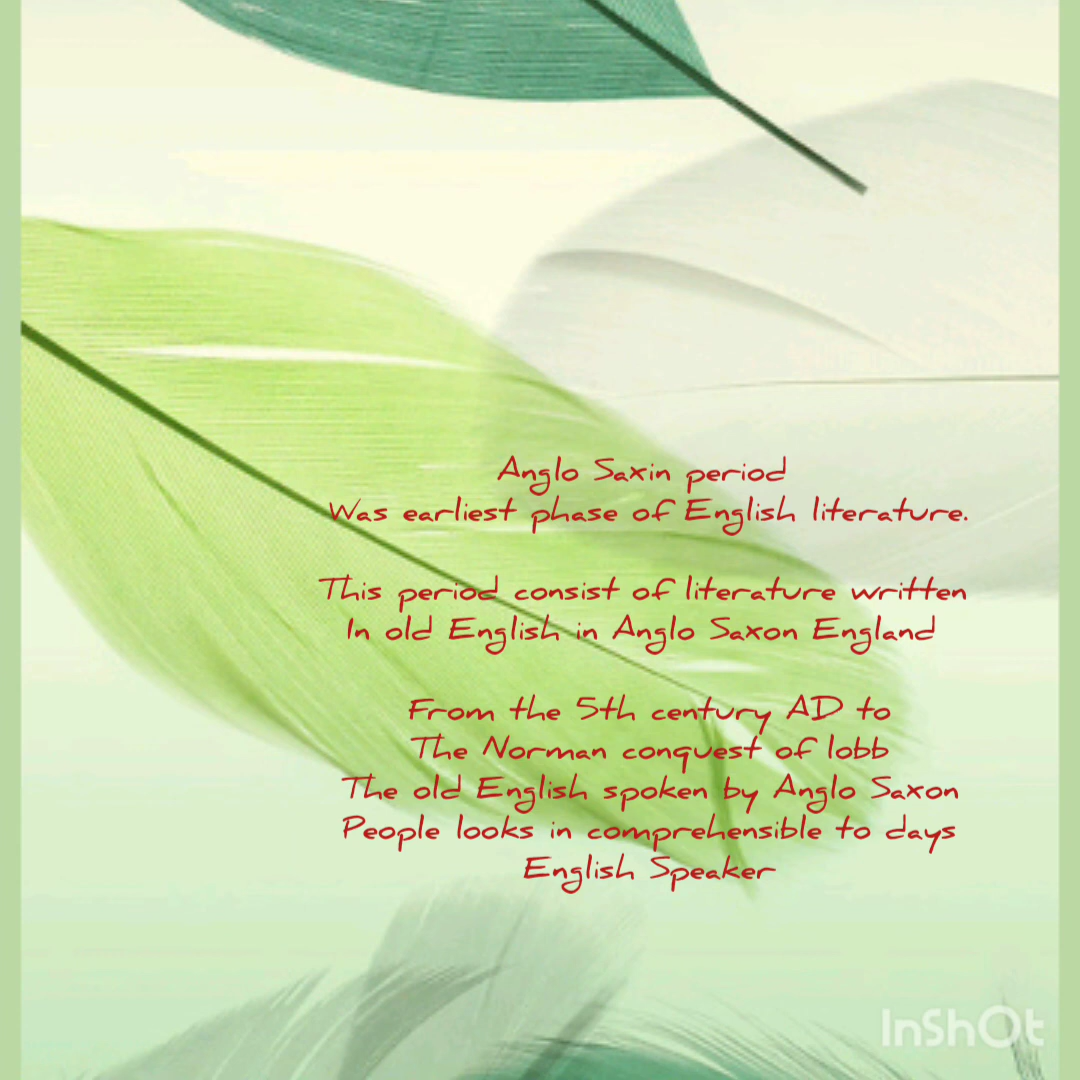 Anglo Saxin period
Was earliest phase of English literature.
This period consist of literature written
In old English in Anglo Saxon England
From the 5th century AD to
The Norman conquest of lobb
The old English spoken by Anglo Saxon
People looks in comprehensible to days
English Speaker
InShOt